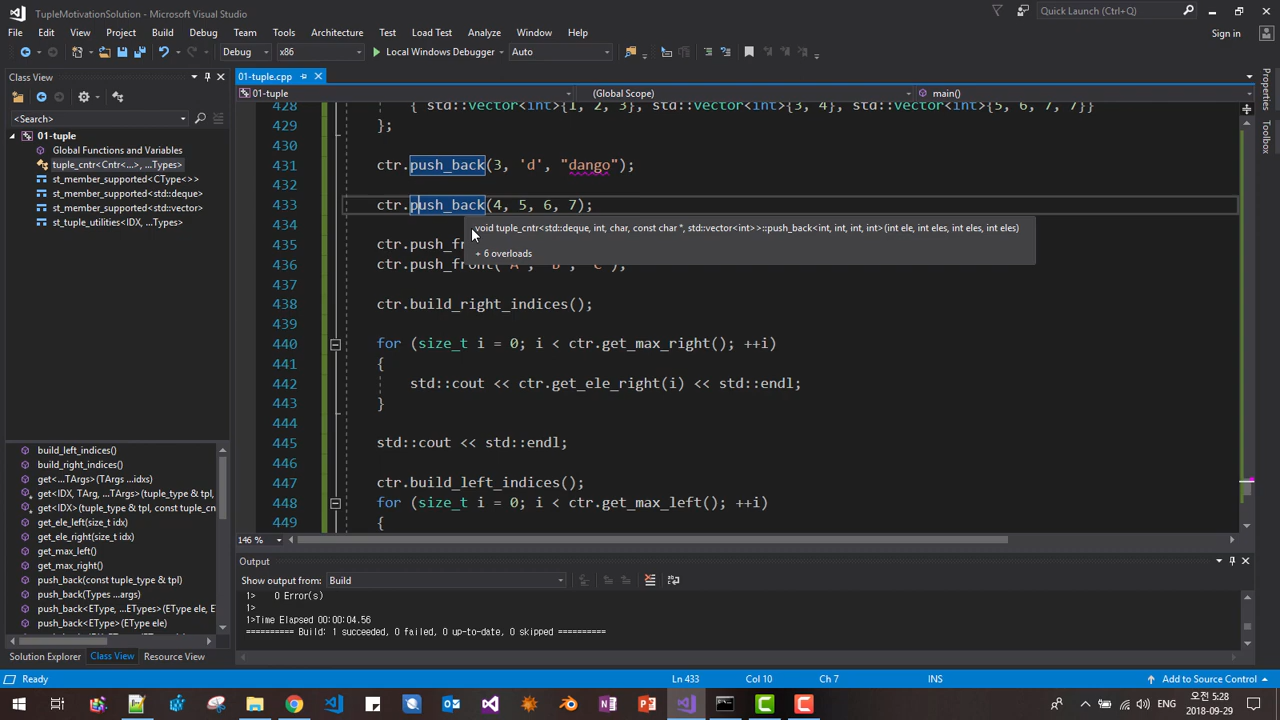 TupleMotivationSolution - Microsoft Visual Studio
Quick Launch (Ctrl+Q)
File Edit View Project Build Debug Team Tools Architecture Test Load Test Analyze Window Help
Sign in
Debug x86 Local Windows Debugger Auto
Class View
01-tuple.cpp
01-tuple (Global Scope) main()
<Search>
01-tuple
Global Functions and Variables
tuple_cntr<Cntr<...>, ...Types>
st_member_supported<CType<>>
st_member_supported<std::deque>
st_member_supported<std::vector>
st_tuple_utilities<int, int>
428 { std::vector<int>{1, 2, 3}, std::vector<int>{3, 4}, std::vector<int>{5, 6, 7, 7}}
429 };
430
431 ctr.push_back(3, 'd', "dango");
432
433 ctr.push_back(4, 5, 6, 7);
434 void tuple_cntr<std::deque, int, char, const char *, std::vector<int>>::push_back<int, int, int, int>(int ele, int eles, int eles, int eles)
+ 6 overloads
435 ctr.push_f
436 ctr.push_front('A', 'B', 'C');
437
438 ctr.build_right_indices();
439
440 for (size_t i = 0; i < ctr.get_max_right(); ++i)
441 {
442 std::cout << ctr.get_ele_right(i) << std::endl;
443 }
444
445 std::cout << std::endl;
446
447 ctr.build_left_indices();
448 for (size_t i = 0; i < ctr.get_max_left(); ++i)
449 {
146 %
build_left_indices()
build_right_indices()
get<...TArgs>(TArgs ...idxs)
get<IDX, TArg, ...TArgs>(tuple_type & tpl,
get<IDX>(tuple_type & tpl, const tuple_cn
get_ele_left(size_t idx)
get_ele_right(size_t idx)
get_max_left()
get_max_right()
push_back(const tuple_type & tpl)
push_back(Types ...args)
push_back<EType, ...ETypes>(EType ele, ..
push_back<EType>(EType ele)
Solution Explorer Class View Resource View
Output
Show output from: Build
1> 0 Error(s)
1>
1>Time Elapsed 00:00:04.56
========== Build: 1 succeeded, 0 failed, 0 up-to-date, 0 skipped ==========
Properties
Toolbox
Ready Ln 433 Col 10 Ch 7 INS Add to Source Control
ENG
오전 5:28
2018-09-29